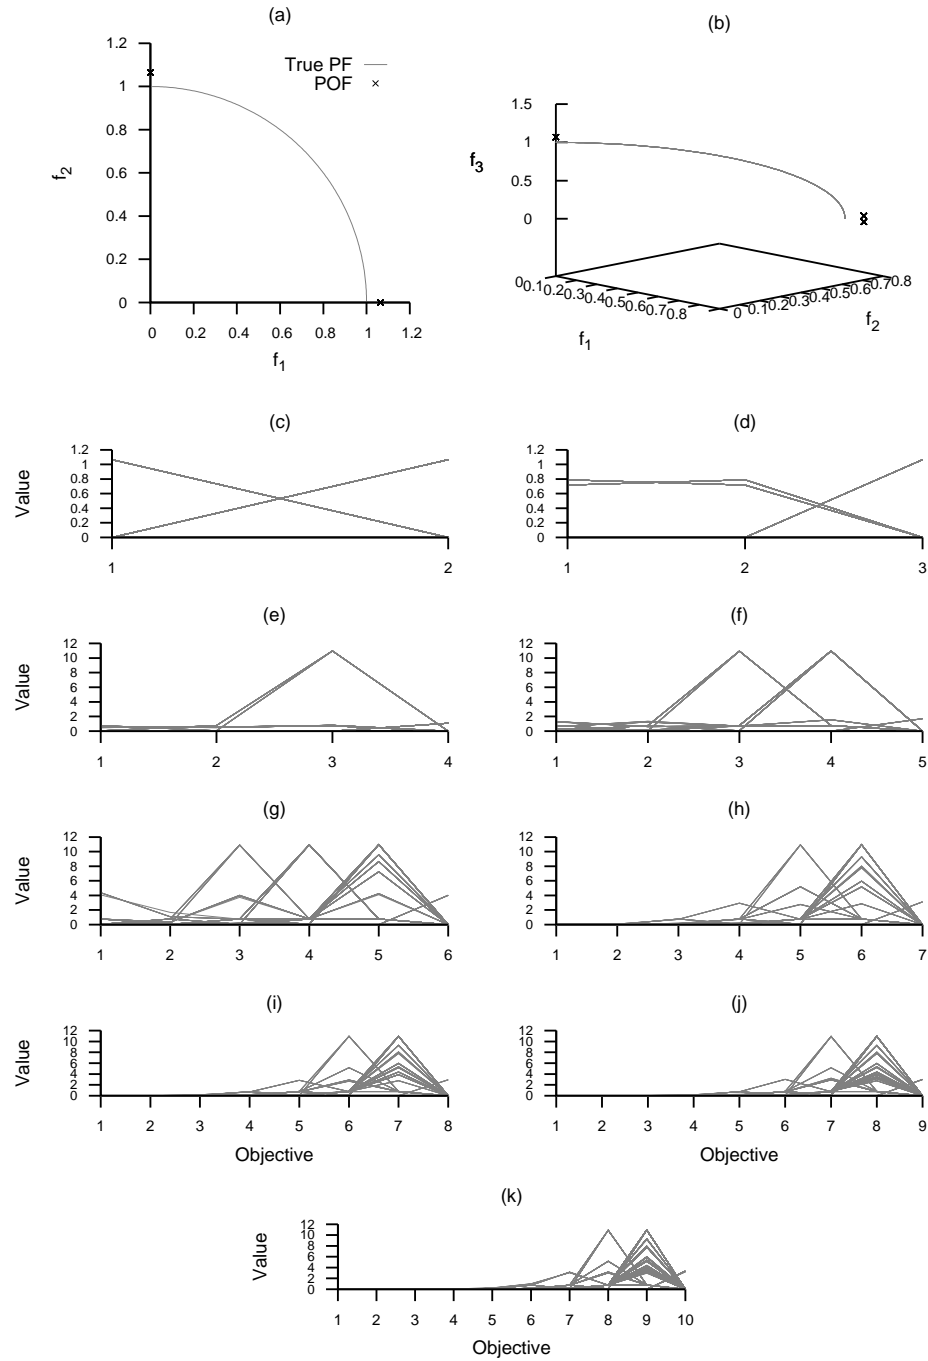 (a)
1.2
1
0.8
0.6
0.4
0.2
0
f2
True PF
POF
0 0.2 0.4 0.6 0.8 1 1.2
f1
(b)
1.5
1
0.5
0
f3
0 0.1 0.2 0.3 0.4 0.5 0.6 0.7 0.8
f1
0 0.1 0.2 0.3 0.4 0.5 0.6 0.7 0.8
f2
(c)
1.2
1
0.8
0.6
0.4
0.2
0
Value
1 2
(d)
1.2
1
0.8
0.6
0.4
0.2
0
1 2 3
(e)
12
10
8
6
4
2
0
Value
1 2 3 4
(f)
12
10
8
6
4
2
0
1 2 3 4 5
(g)
12
10
8
6
4
2
0
Value
1 2 3 4 5 6
(h)
12
10
8
6
4
2
0
1 2 3 4 5 6 7
(i)
12
10
8
6
4
2
0
Value
1 2 3 4 5 6 7 8
Objective
(j)
12
10
8
6
4
2
0
1 2 3 4 5 6 7 8 9
Objective
(k)
12
10
8
6
4
2
0
Value
1 2 3 4 5 6 7 8 9 10
Objective